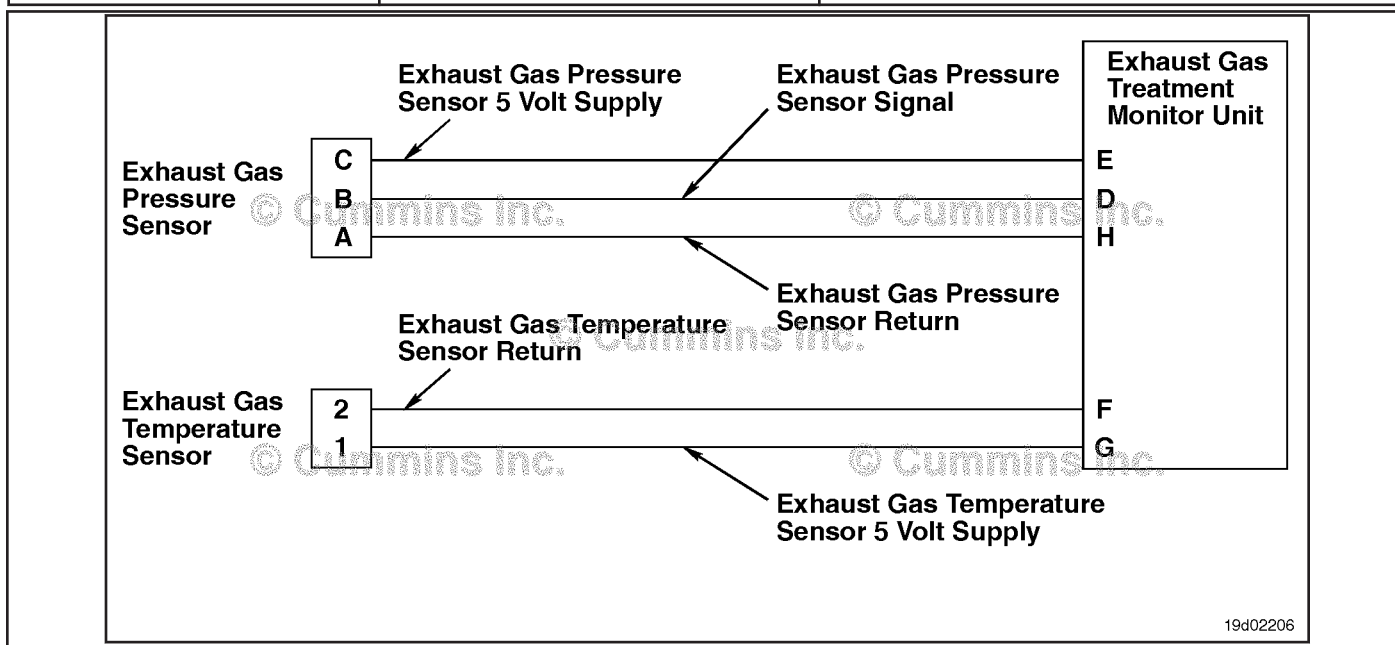 Exhaust Gas Pressure
Sensor 5 Volt Supply
Exhaust Gas Pressure
Sensor Signal
Exhaust Gas
Treatment
Monitor Unit
Exhaust Gas
Pressure
Sensor
C
B
A
E
D
H
© Cummins Inc.
© Cummins Inc.
Exhaust Gas Pressure
Sensor Return
Exhaust Gas Temperature
Sensor Return
© Cummins Inc.
Exhaust Gas
Temperature
Sensor
2
1
F
G
© Cummins Inc.
© Cummins Inc.
Exhaust Gas Temperature
Sensor 5 Volt Supply
19d02206